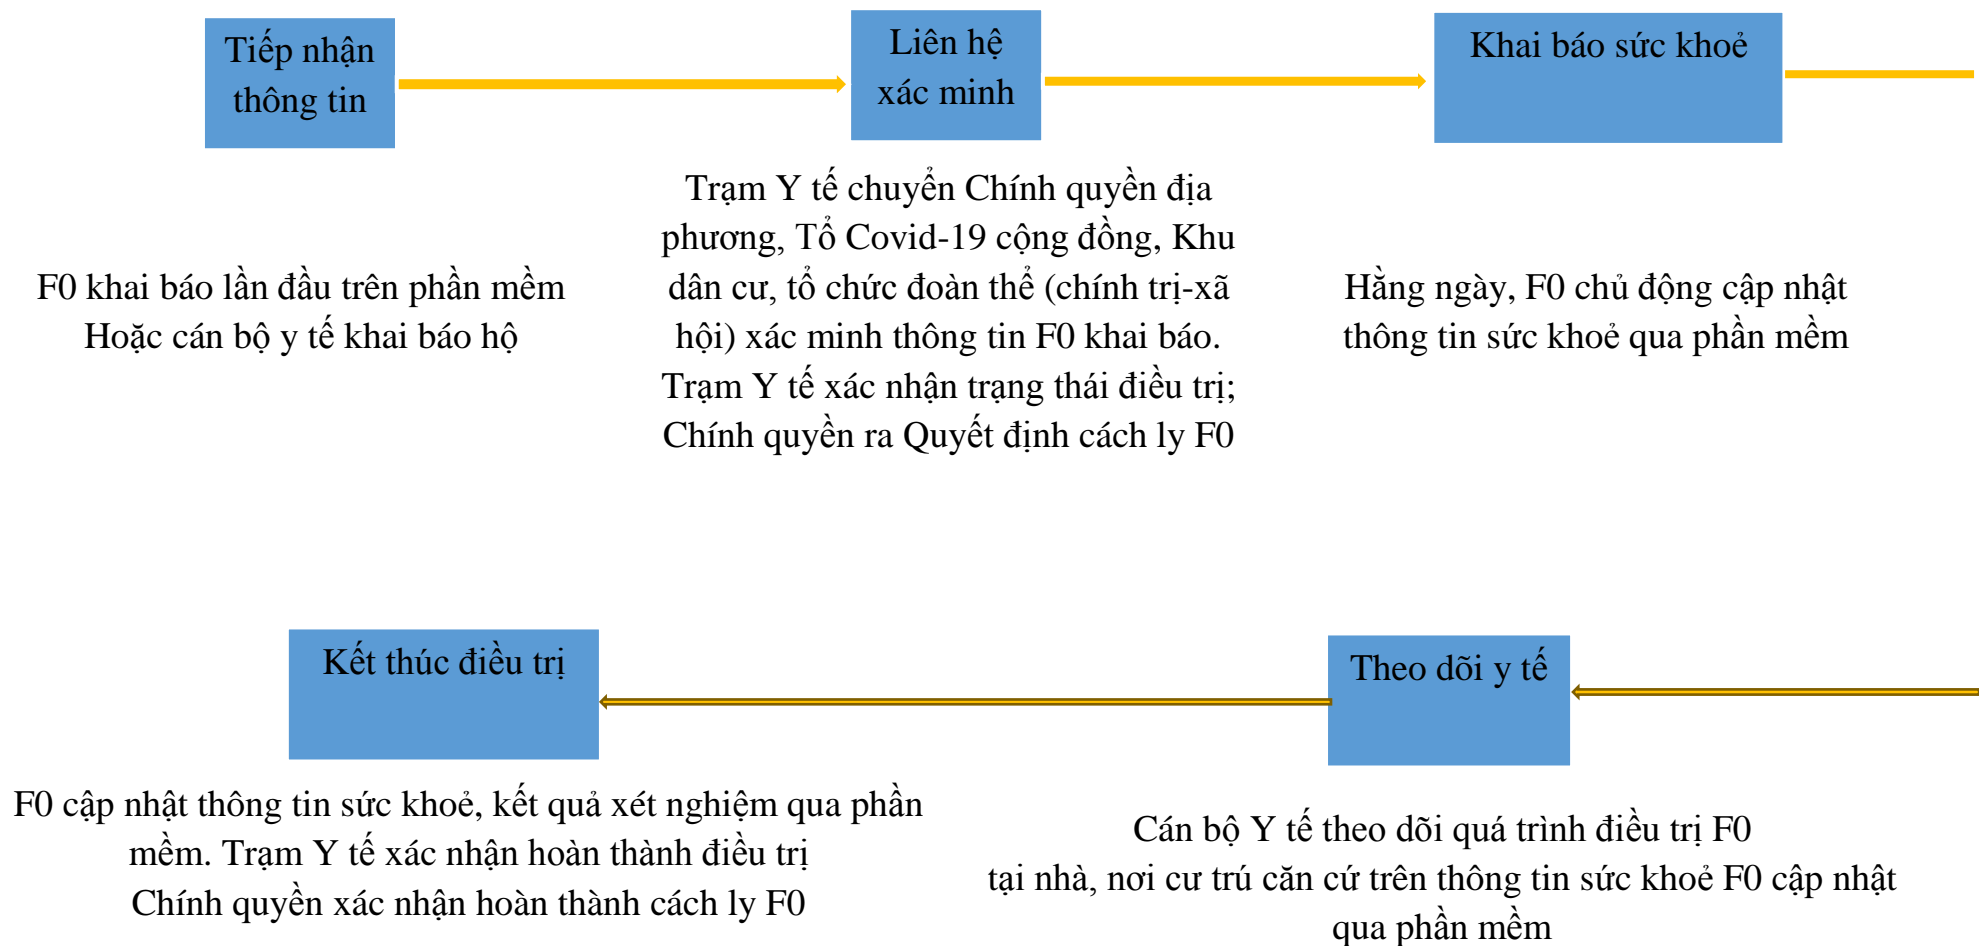 Tiếp nhận
thông tin
Liên hệ
xác minh
Khai báo sức khoẻ
F0 khai báo lần đầu trên phần mềm
Hoặc cán bộ y tế khai báo hộ
Trạm Y tế chuyển Chính quyền địa
phương, Tổ Covid-19 cộng đồng, Khu
dân cư, tổ chức đoàn thể (chính trị-xã
hội) xác minh thông tin F0 khai báo.
Trạm Y tế xác nhận trạng thái điều trị;
Chính quyền ra Quyết định cách ly F0
Hằng ngày, F0 chủ động cập nhật
thông tin sức khoẻ qua phần mềm
Theo dõi y tế
Cán bộ Y tế theo dõi quá trình điều trị F0
tại nhà, nơi cư trú căn cứ trên thông tin sức khoẻ F0 cập nhật
qua phần mềm
Kết thúc điều trị
F0 cập nhật thông tin sức khoẻ, kết quả xét nghiệm qua phần
mềm. Trạm Y tế xác nhận hoàn thành điều trị
Chính quyền xác nhận hoàn thành cách ly F0